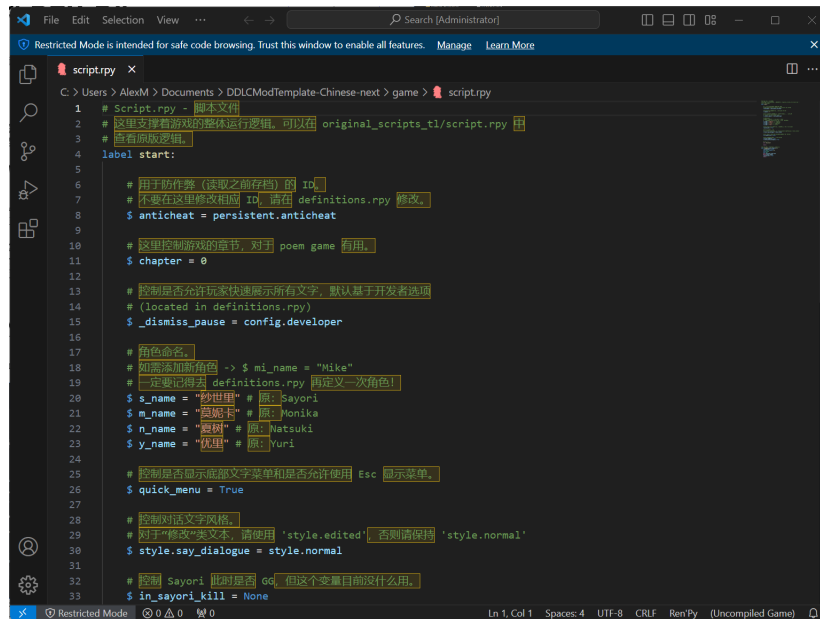 File Edit Selection View ··· ← → Search [Administrator]
Restricted Mode is intended for safe code browsing. Trust this window to enable all features. Manage Learn More
script.rpy
C: > Users > AlexM > Documents > DDLCModTemplate-Chinese-next > game > script.rpy
1 # Script.rpy - 脚本文件
2 # 这里支撑着游戏的整体运行逻辑。可以在 original_scripts_tl/script.rpy 中
3 # 查看原版逻辑。
4 label start:
5
6 # 用于防作弊（读取之前存档）的 ID。
7 # 不要在这里修改相应 ID，请在 definitions.rpy 修改。
8 $ anticheat = persistent.anticheat
9
10 # 这里控制游戏的章节，对于 poem game 有用。
11 $ chapter = 0
12
13 # 控制是否允许玩家快速展示所有文字，默认基于开发者选项
14 # (located in definitions.rpy)
15 $ _dismiss_pause = config.developer
16
17 # 角色命名。
18 # 如需添加新角色 -> $ mi_name = "Mike"
19 # 一定要记得去 definitions.rpy 再定义一次角色！
20 $ s_name = "纱世里" # 原：Sayori
21 $ m_name = "莫妮卡" # 原：Monika
22 $ n_name = "夏树" # 原：Natsuki
23 $ y_name = "优里" # 原：Yuri
24
25 # 控制是否显示底部文字菜单和是否允许使用 Esc 显示菜单。
26 $ quick_menu = True
27
28 # 控制对话文字风格。
29 # 对于“修改”类文本，请使用 'style.edited'，否则请保持 'style.normal'
30 $ style.say_dialogue = style.normal
31
32 # 控制 Sayori 此时是否 GG，但这个变量目前没什么用。
33 $ in_sayori_kill = None
Restricted Mode 0 0 0 Ln 1, Col 1 Spaces: 4 UTF-8 CRLF Ren'Py (Uncompiled Game)